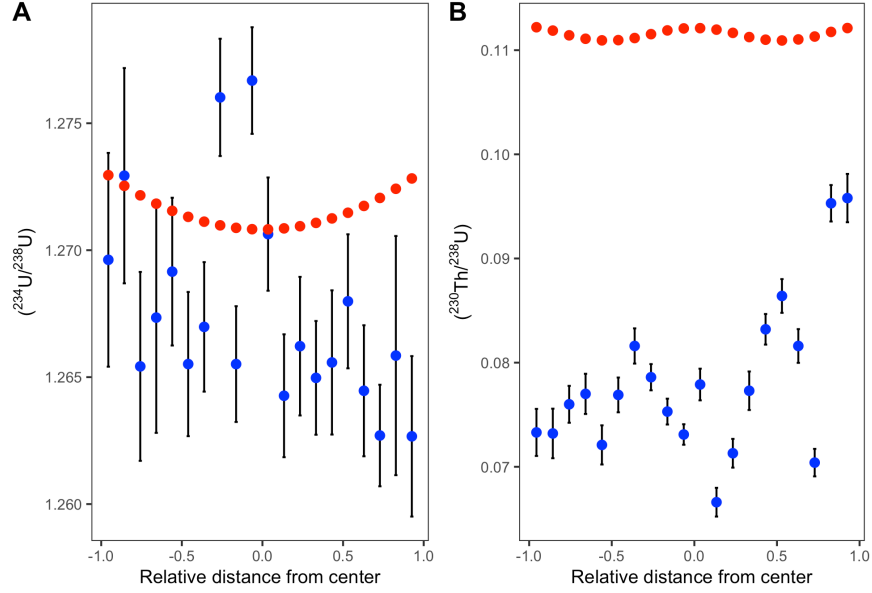 A
B
(²³⁴U/²³⁸U)
1.275
1.270
1.265
1.260
-1.0 -0.5 0.0 0.5 1.0
Relative distance from center
(²³⁰Th/²³⁸U)
0.11
0.10
0.09
0.08
0.07
-1.0 -0.5 0.0 0.5 1.0
Relative distance from center